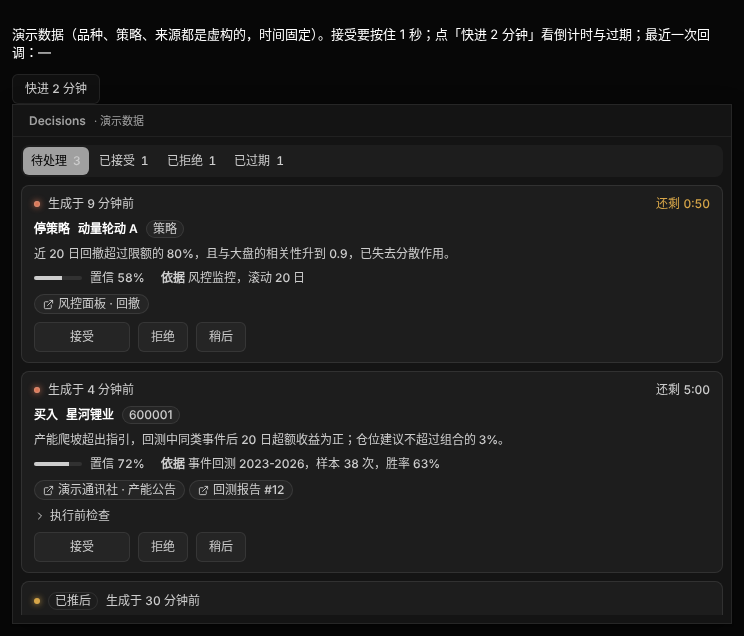 演示数据（品种、策略、来源都是虚构的，时间固定）。接受要按住 1 秒；点「快进 2 分钟」看倒计时与过期；最近一次回
调：—
快进 2 分钟
Decisions · 演示数据
待处理 3 已接受 1 已拒绝 1 已过期 1
生成于 9 分钟前 还剩 0:50
停策略 动量轮动 A 策略
近 20 日回撤超过限额的 80%，且与大盘的相关性升到 0.9，已失去分散作用。
置信 58% 依据 风控监控，滚动 20 日
风控面板 · 回撤
接受 拒绝 稍后
生成于 4 分钟前 还剩 5:00
买入 星河锂业 600001
产能爬坡超出指引，回测中同类事件后 20 日超额收益为正；仓位建议不超过组合的 3%。
置信 72% 依据 事件回测 2023-2026，样本 38 次，胜率 63%
演示通讯社 · 产能公告 回测报告 #12
执行前检查
接受 拒绝 稍后
已推后 生成于 30 分钟前